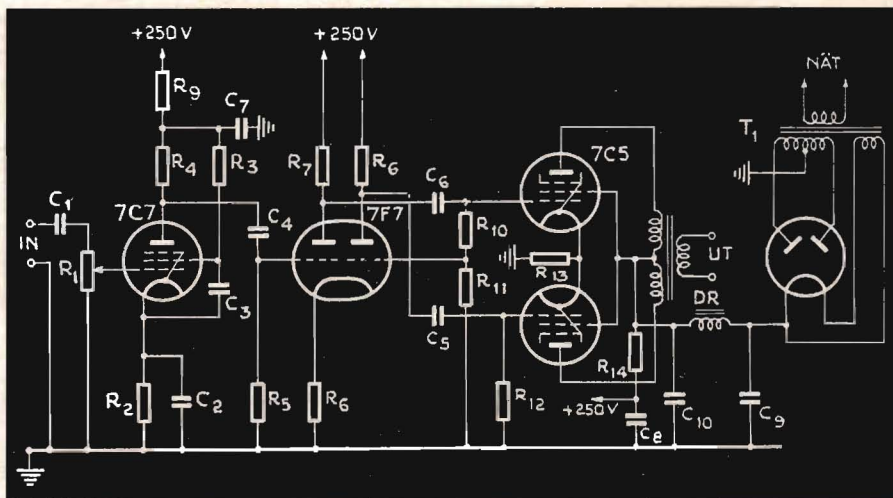 +250V +250V
NÄT
R9
C7
T1
R4 R3 R7 R6 7C5
C6
7C7 7F7
C1 C4
IN R10 UT
R1 R13
R11 DR
C3
C5
R14
R2 C2 R5 R6 R12 +250V C10 C9
C8